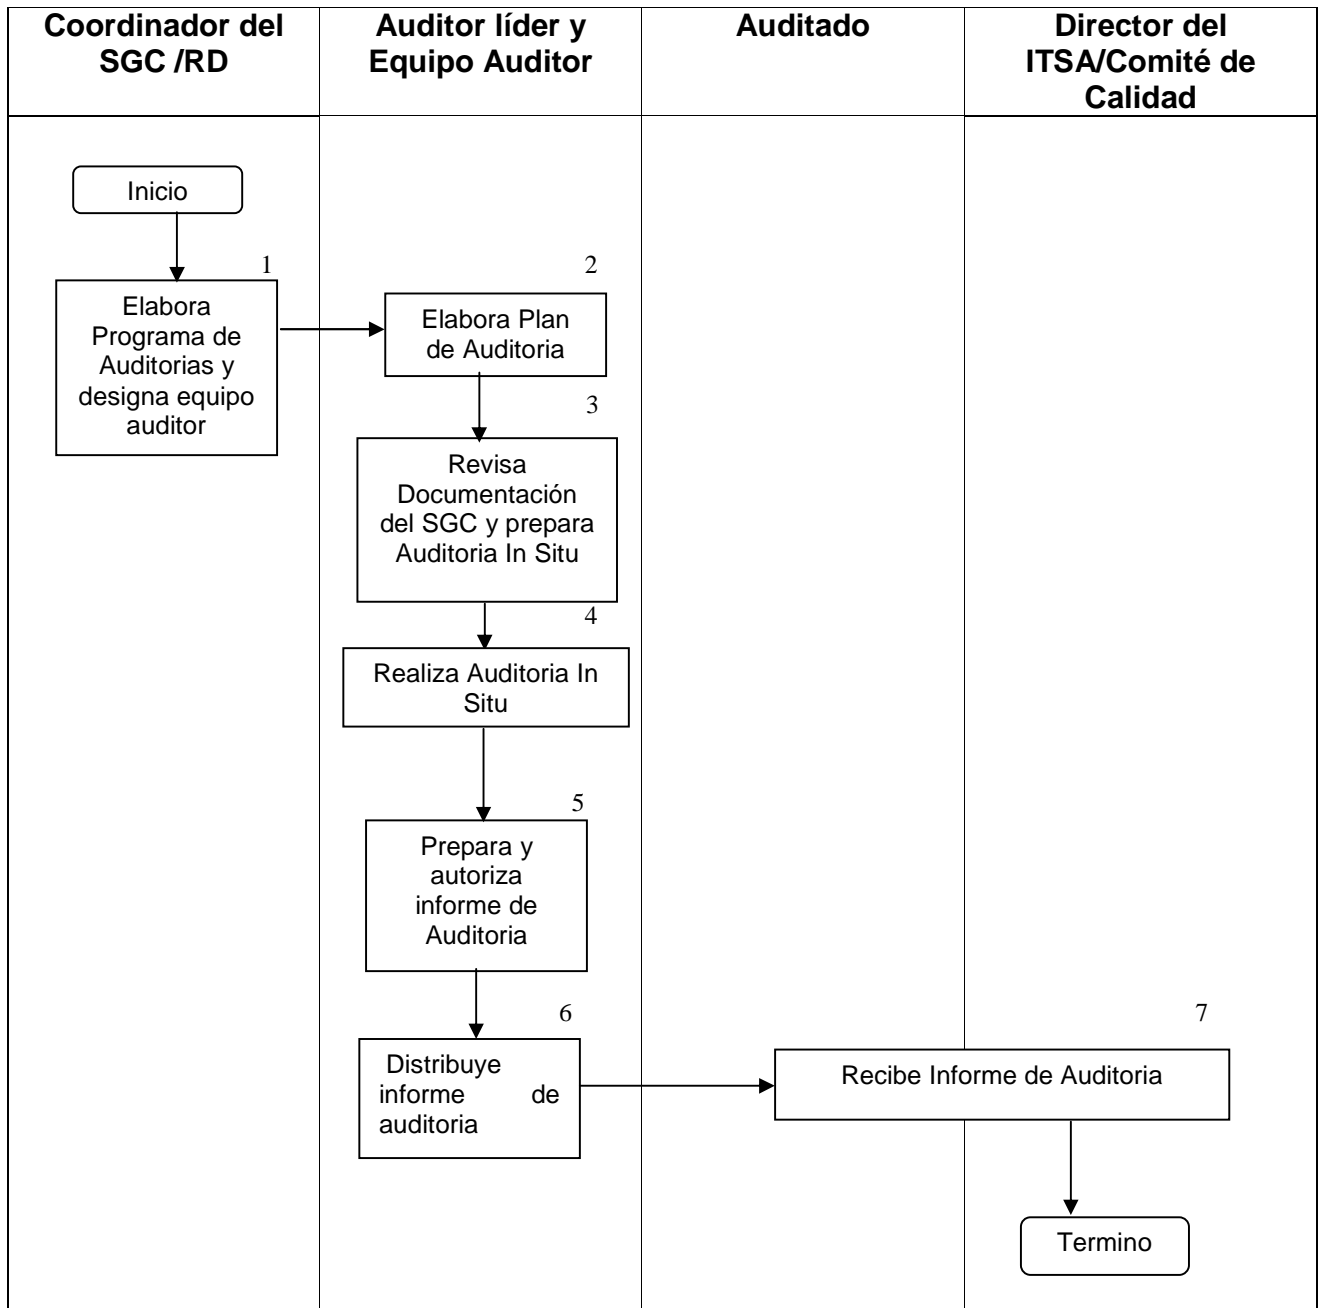 Coordinador del
SGC /RD
Auditor líder y
Equipo Auditor
Auditado
Director del
ITSA/Comité de
Calidad
Inicio
1
Elabora
Programa de
Auditorias y
designa equipo
auditor
2
Elabora Plan
de Auditoria
3
Revisa
Documentación
del SGC y prepara
Auditoria In Situ
4
Realiza Auditoria In
Situ
5
Prepara y
autoriza
informe de
Auditoria
6
Distribuye
informe de
auditoria
7
Recibe Informe de Auditoria
Termino